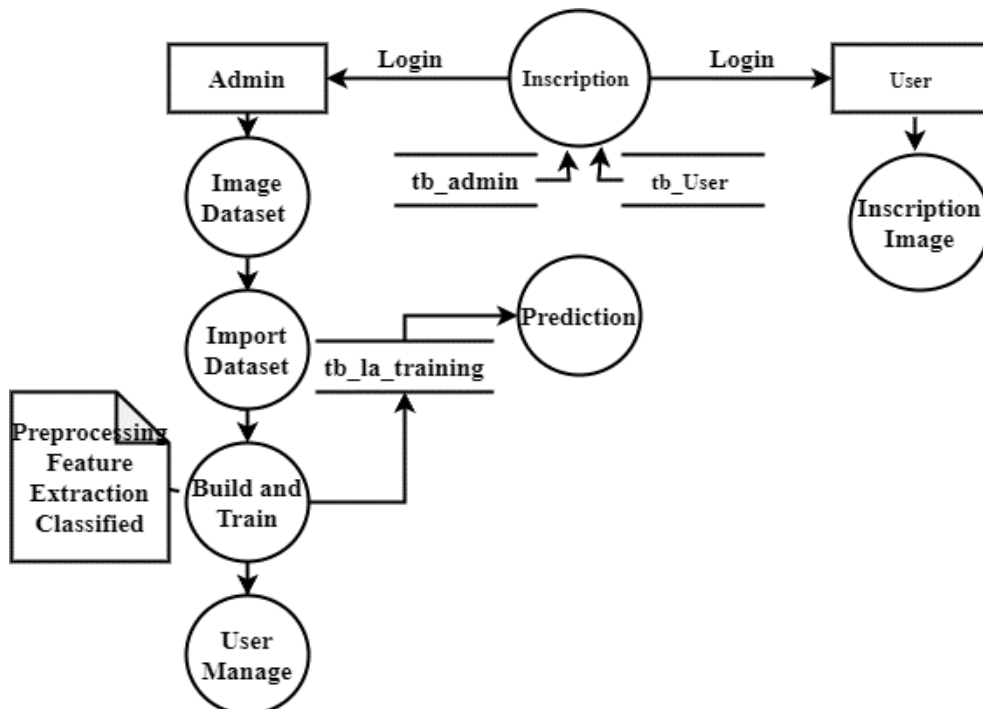 Login
Login
Admin
Inscription
User
tb_admin
tb_User
Image
Dataset
Inscription
Image
Import
Dataset
tb_la_training
Prediction
Preprocessing
Feature
Extraction
Classified
Build and
Train
User
Manage